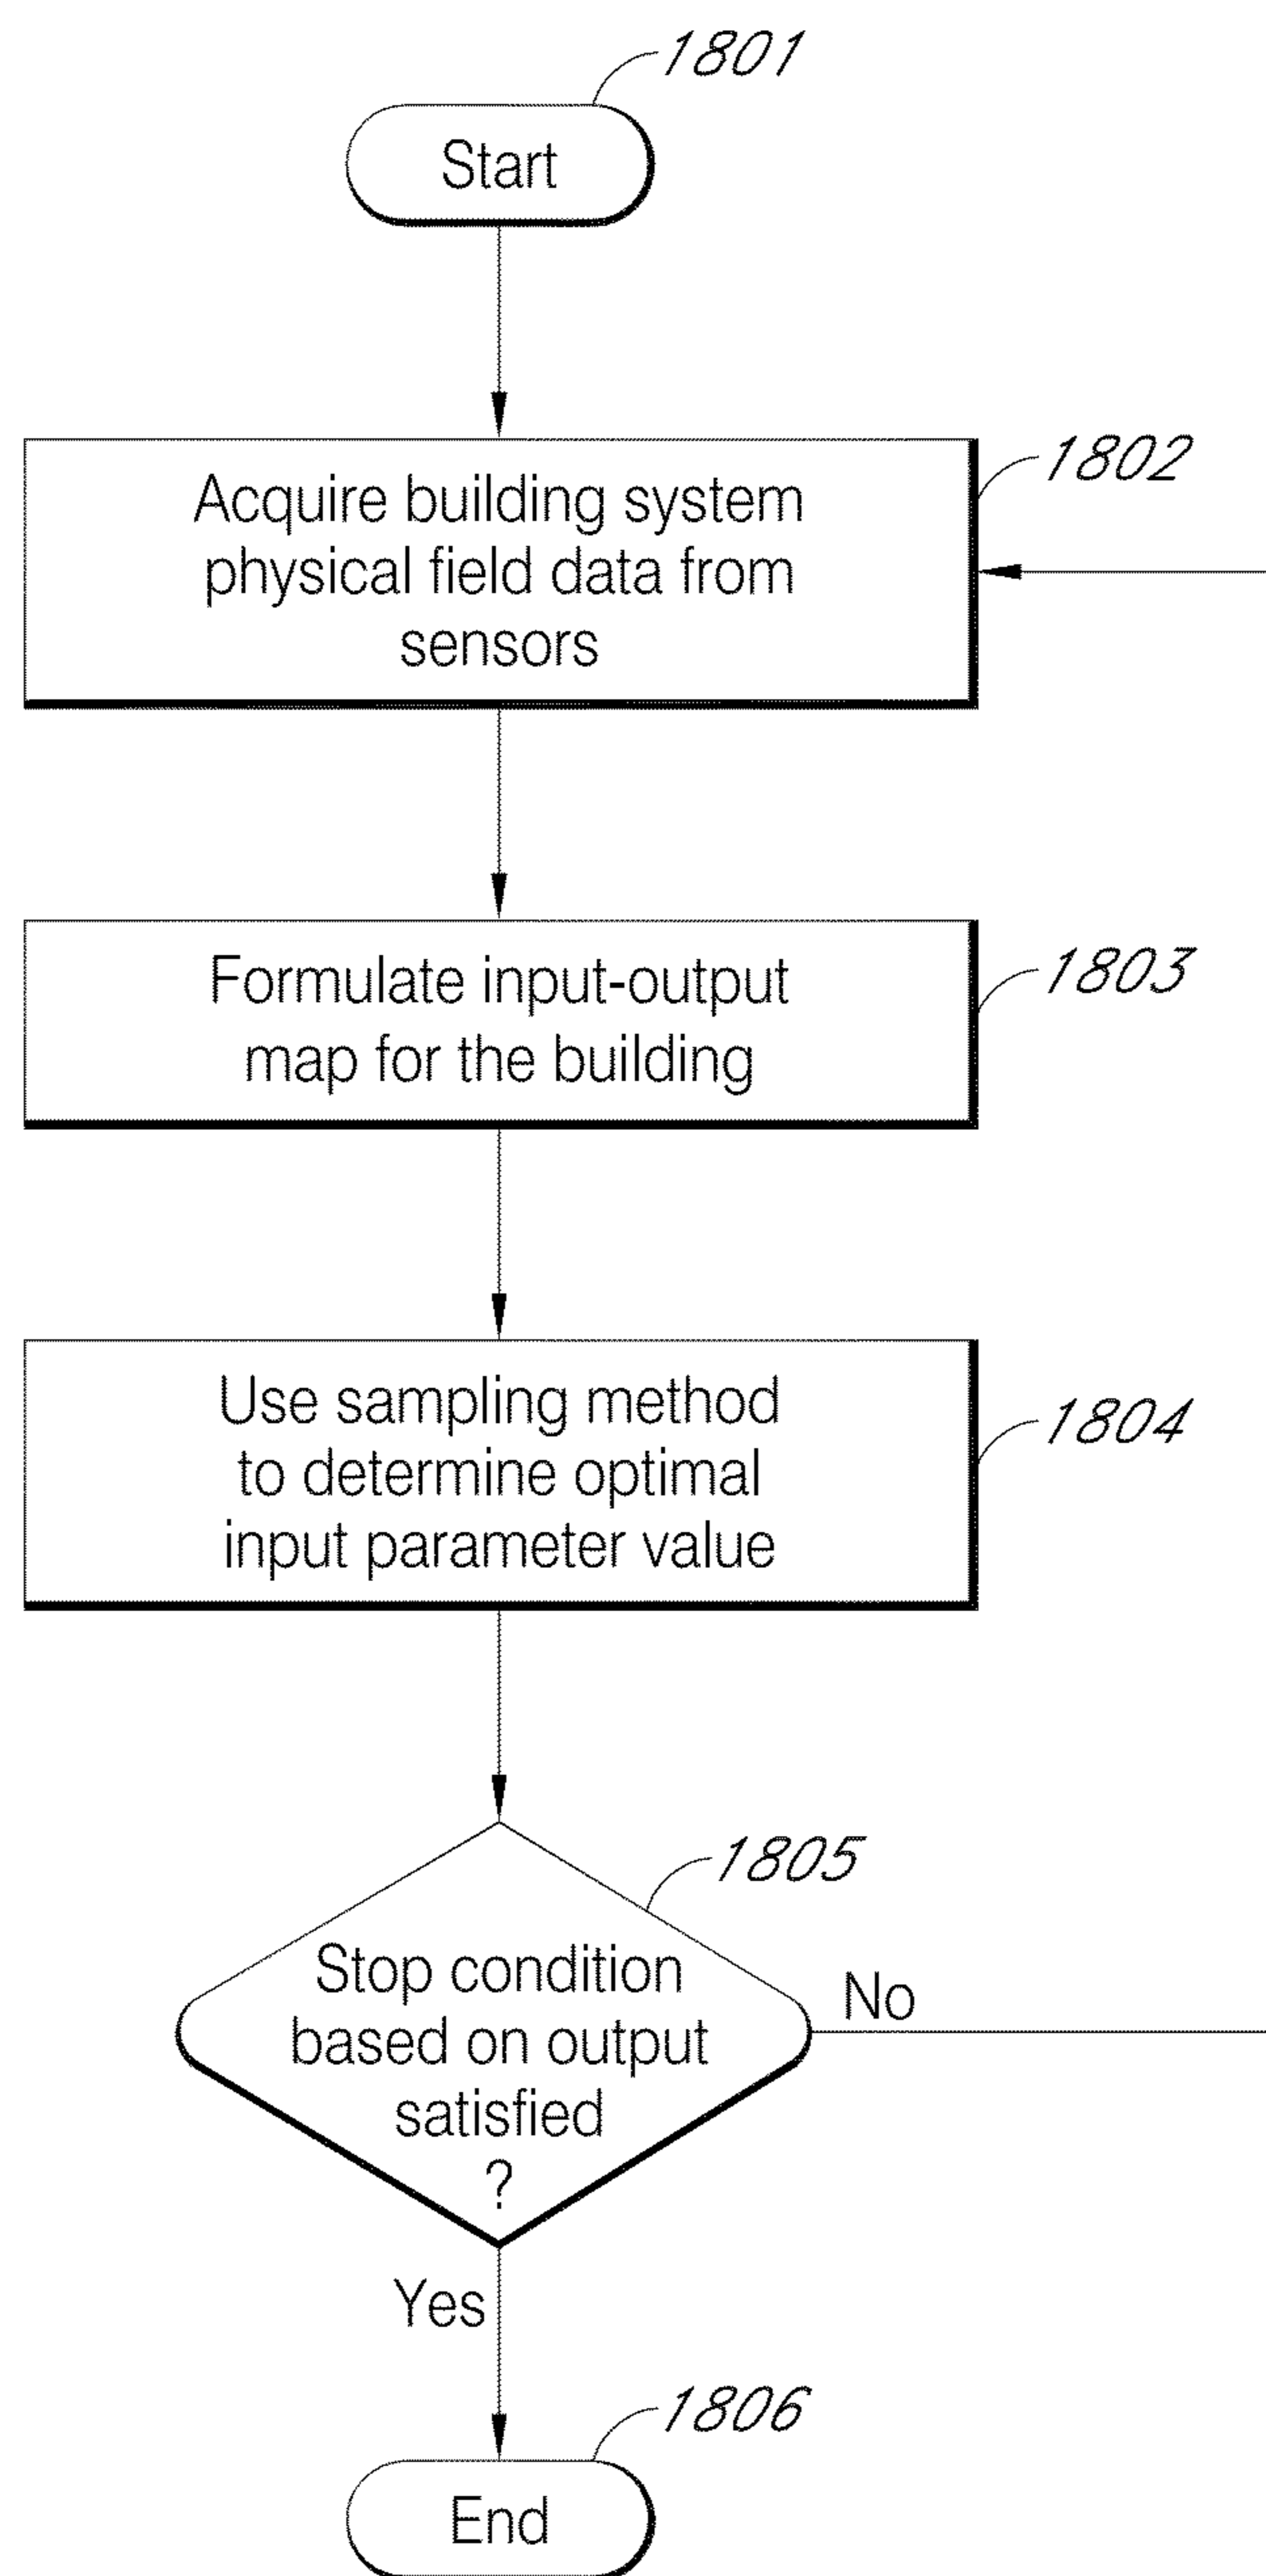 1801
Start
1802
Acquire building system
physical field data from
sensors
1803
Formulate input-output
map for the building
1804
Use sampling method
to determine optimal
input parameter value
1805
Stop condition
based on output
satisfied
?
No
Yes
1806
End